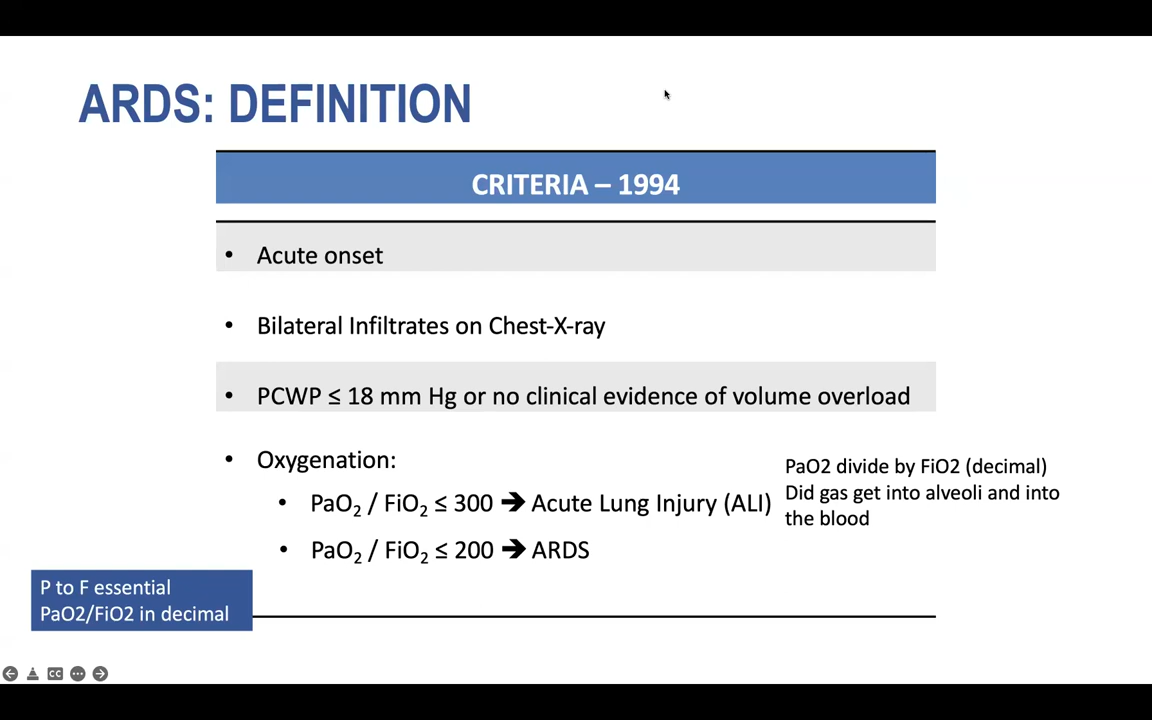 ARDS: DEFINITION
CRITERIA – 1994
• Acute onset
• Bilateral Infiltrates on Chest-X-ray
• PCWP ≤ 18 mm Hg or no clinical evidence of volume overload
• Oxygenation:
• PaO₂ / FiO₂ ≤ 300 → Acute Lung Injury (ALI)
• PaO₂ / FiO₂ ≤ 200 → ARDS
PaO2 divide by FiO2 (decimal)
Did gas get into alveoli and into
the blood
P to F essential
PaO2/FiO2 in decimal
CC